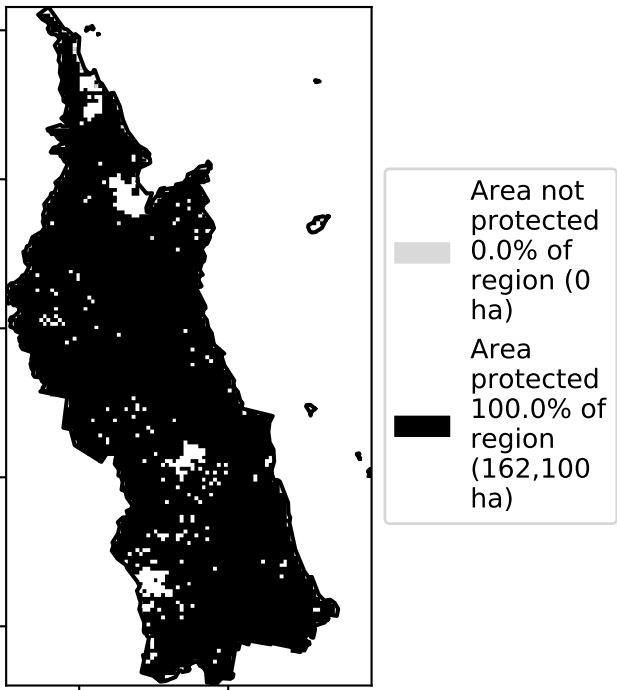 Area not
protected
0.0% of
region (0
ha)
Area
protected
100.0% of
region
(162,100
ha)